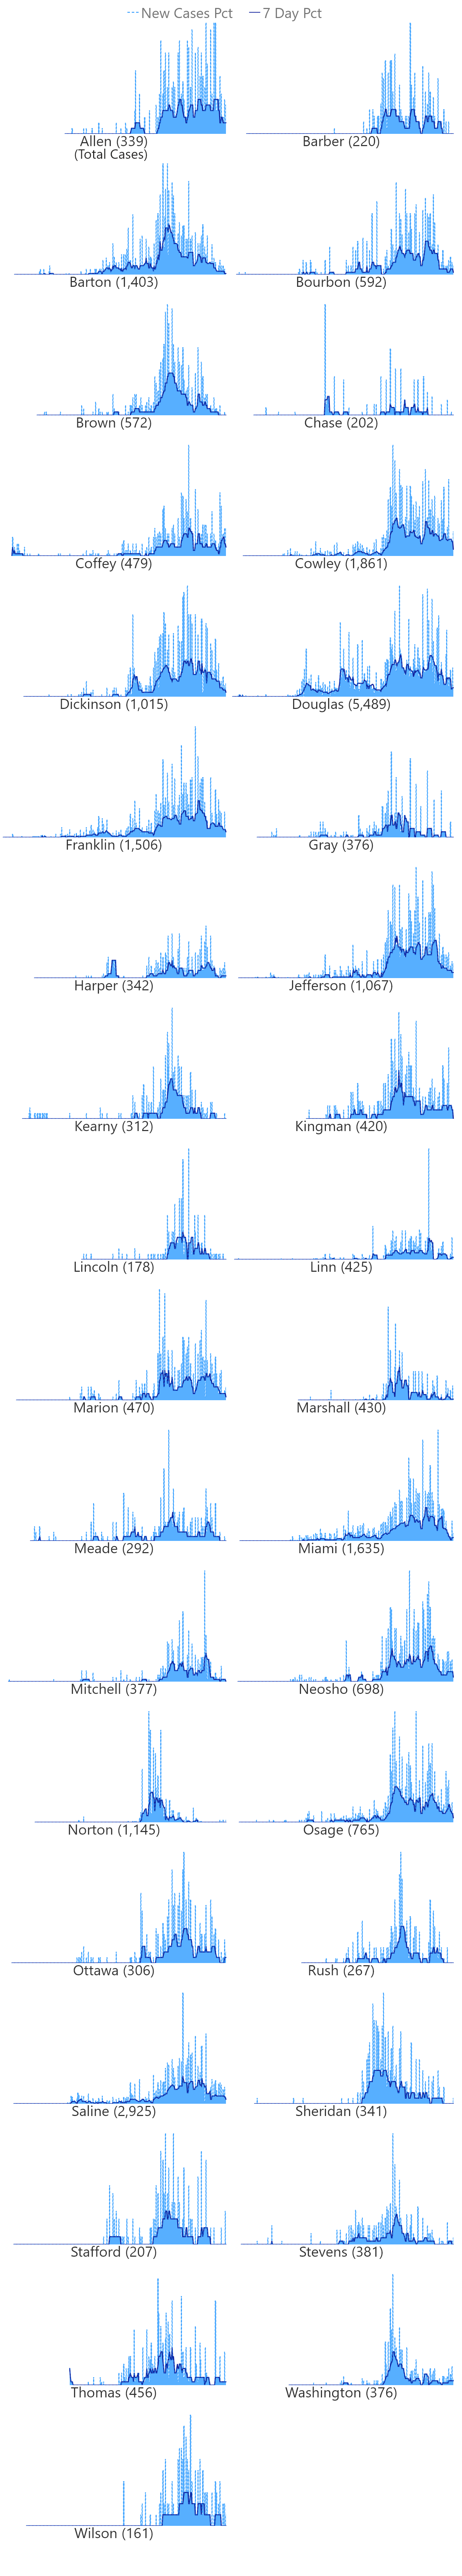 New Cases Pct 7 Day Pct
Allen (339)
(Total Cases)
Barber (220)
Barton (1,403)
Bourbon (592)
Brown (572)
Chase (202)
Coffey (479)
Cowley (1,861)
Dickinson (1,015)
Douglas (5,489)
Franklin (1,506)
Gray (376)
Harper (342)
Jefferson (1,067)
Kearny (312)
Kingman (420)
Lincoln (178)
Linn (425)
Marion (470)
Marshall (430)
Meade (292)
Miami (1,635)
Mitchell (377)
Neosho (698)
Norton (1,145)
Osage (765)
Ottawa (306)
Rush (267)
Saline (2,925)
Sheridan (341)
Stafford (207)
Stevens (381)
Thomas (456)
Washington (376)
Wilson (161)